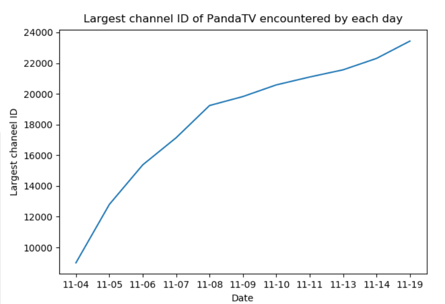 Largest channel ID of PandaTV encountered by each day
24000
22000
20000
18000
16000
14000
12000
10000
Largest chaneel ID
11-04 11-05 11-06 11-07 11-08 11-09 11-10 11-11 11-13 11-14 11-19
Date